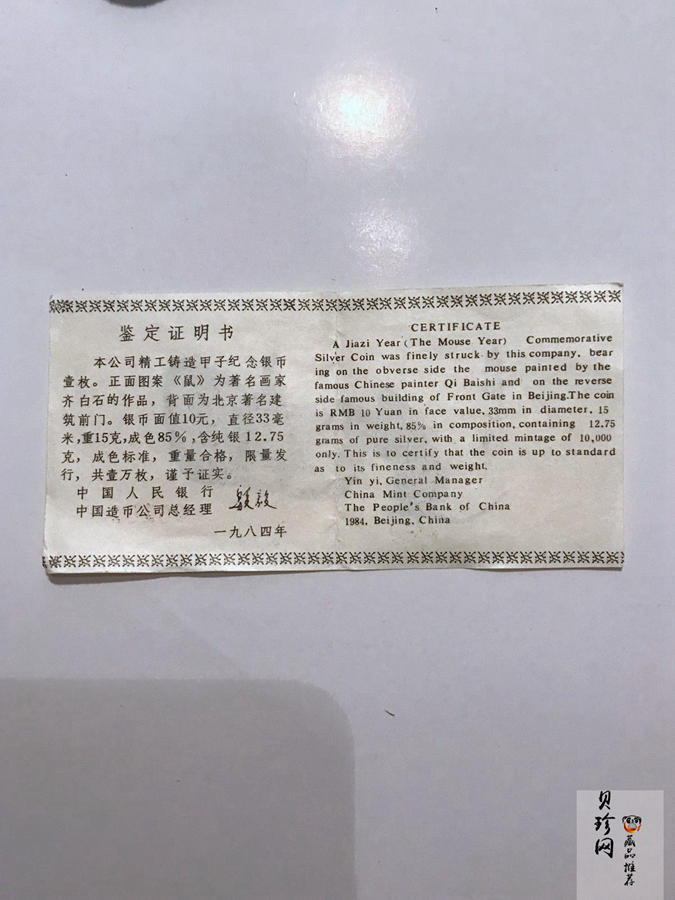 鉴定证明书
本公司精工铸造甲子纪念银币
壹枚。正面图案《鼠》为著名画家
齐白石的作品，背面为北京著名建
筑前门。银币面值10元，直径33毫
米，重15克，成色85%，含纯银12.75
克，成色标准，重量合格，限量发
行，共壹万枚，谨予证实。
中国人民银行
中国造币公司总经理
一九八四年
CERTIFICATE
A Jiazi Year (The Mouse Year) Commemorative
Silver Coin was finely struck by this company, bear
ing on the obverse side the mouse painted by the
famous Chinese painter Qi Baishi and on the reverse
side famous building of Front Gate in Beijing.The coin
is RMB 10 Yuan in face value, 33mm in diameter, 15
grams in weight, 85% in composition, containing 12.75
grams of pure silver, with a limited mintage of 10,000
only. This is to certify that the coin is up to standard
as to its fineness and weight.
Yin yi, General Manager
China Mint Company
The People's Bank of China
1984, Beijing, China
贝珍网
藏品推荐